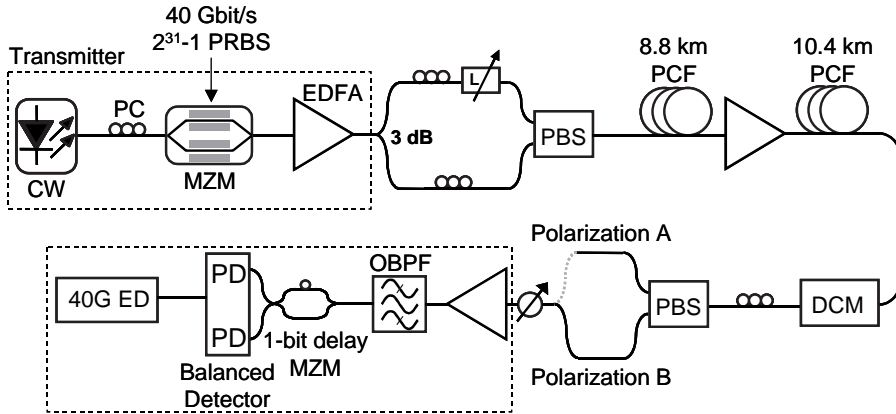 40 Gbit/s
2³¹-1 PRBS
Transmitter
PC
EDFA
CW
MZM
3 dB
L
PBS
8.8 km
PCF
10.4 km
PCF
Polarization A
OBPF
40G ED
PD
PD
1-bit delay
MZM
Balanced
Detector
PBS
DCM
Polarization B